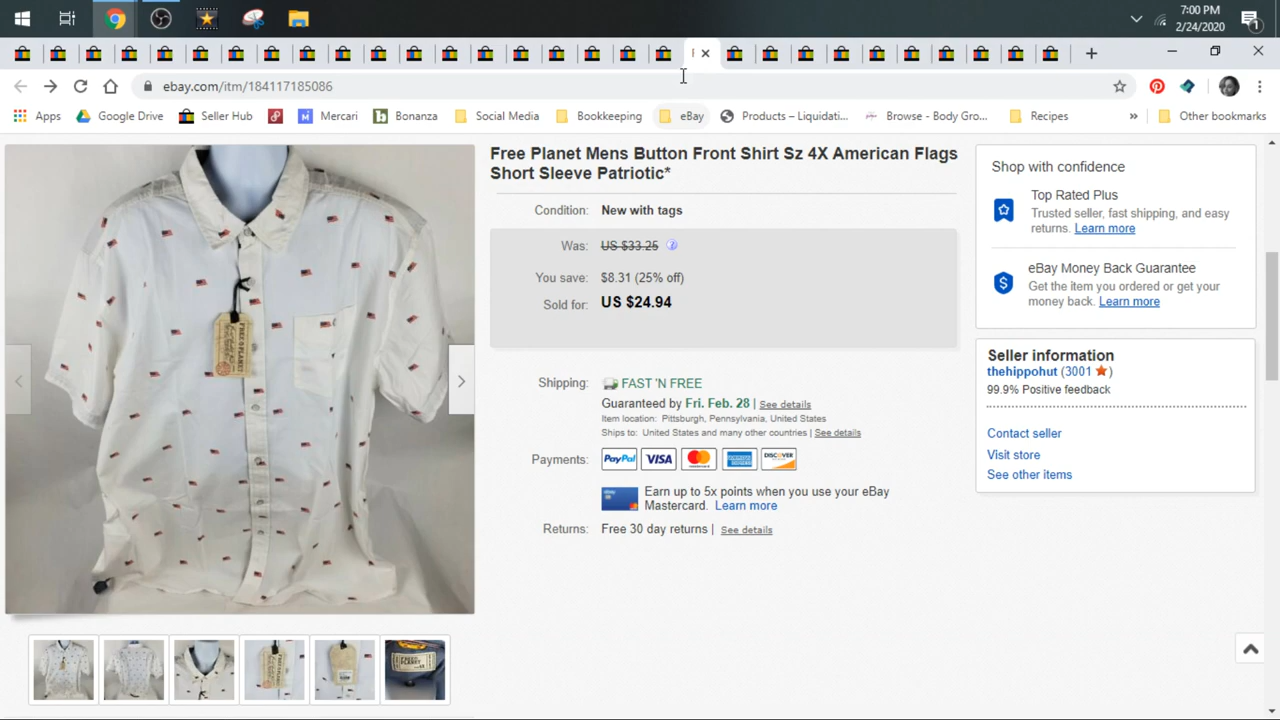 7:00 PM
2/24/2020
ebay.com/itm/184117185086
Apps Google Drive Seller Hub Mercari Bonanza Social Media Bookkeeping eBay Products – Liquidati... Browse - Body Gro... Recipes » Other bookmarks
Free Planet Mens Button Front Shirt Sz 4X American Flags
Short Sleeve Patriotic*
Condition: New with tags
Was: US $33.25
You save: $8.31 (25% off)
Sold for: US $24.94
Shipping: FAST 'N FREE
Guaranteed by Fri. Feb. 28 | See details
Item location: Pittsburgh, Pennsylvania, United States
Ships to: United States and many other countries | See details
Payments: PayPal VISA MasterCard AMERICAN EXPRESS DISCOVER
Earn up to 5x points when you use your eBay
Mastercard. Learn more
Returns: Free 30 day returns | See details
Shop with confidence
Top Rated Plus
Trusted seller, fast shipping, and easy
returns. Learn more
eBay Money Back Guarantee
Get the item you ordered or get your
money back. Learn more
Seller information
thehippohut (3001 )
99.9% Positive feedback
Contact seller
Visit store
See other items
FREE PLANET